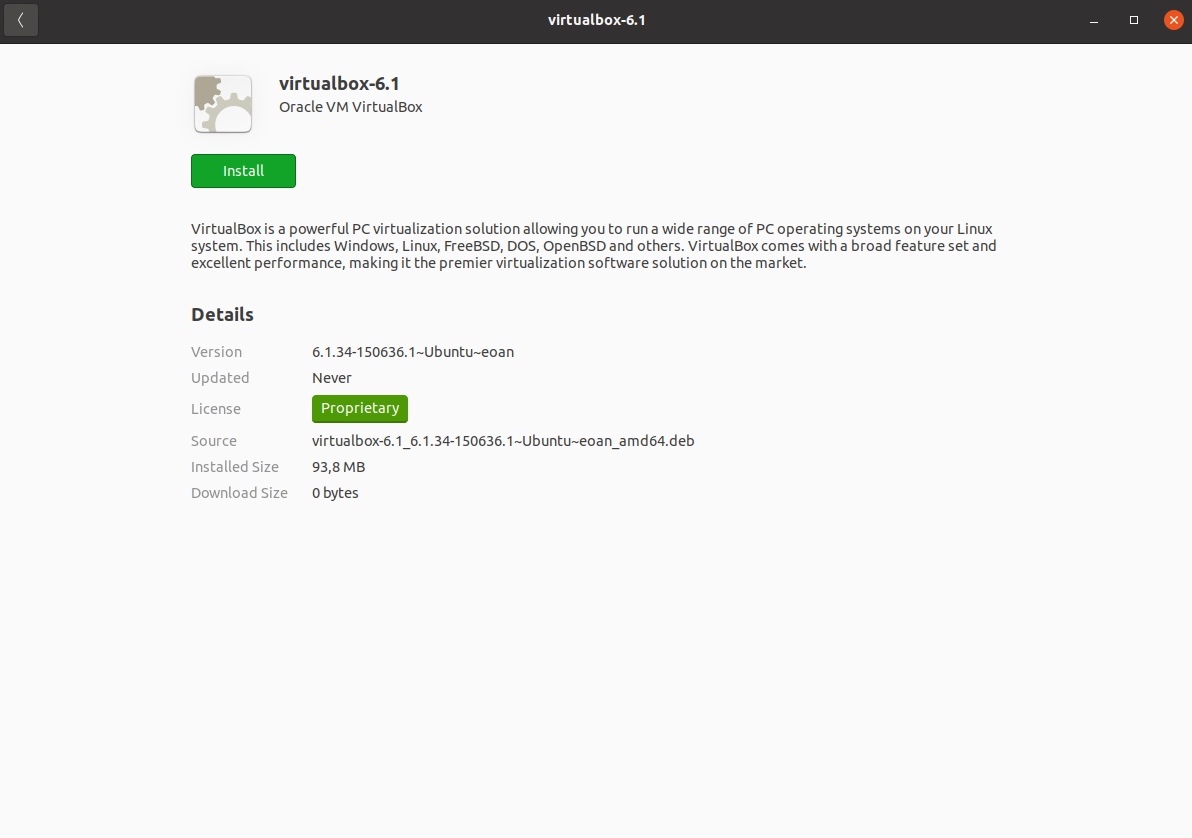 virtualbox-6.1
virtualbox-6.1
Oracle VM VirtualBox
Install
VirtualBox is a powerful PC virtualization solution allowing you to run a wide range of PC operating systems on your Linux
system. This includes Windows, Linux, FreeBSD, DOS, OpenBSD and others. VirtualBox comes with a broad feature set and
excellent performance, making it the premier virtualization software solution on the market.
Details
Version 6.1.34-150636.1~Ubuntu~eoan
Updated Never
License Proprietary
Source virtualbox-6.1_6.1.34-150636.1~Ubuntu~eoan_amd64.deb
Installed Size 93,8 MB
Download Size 0 bytes